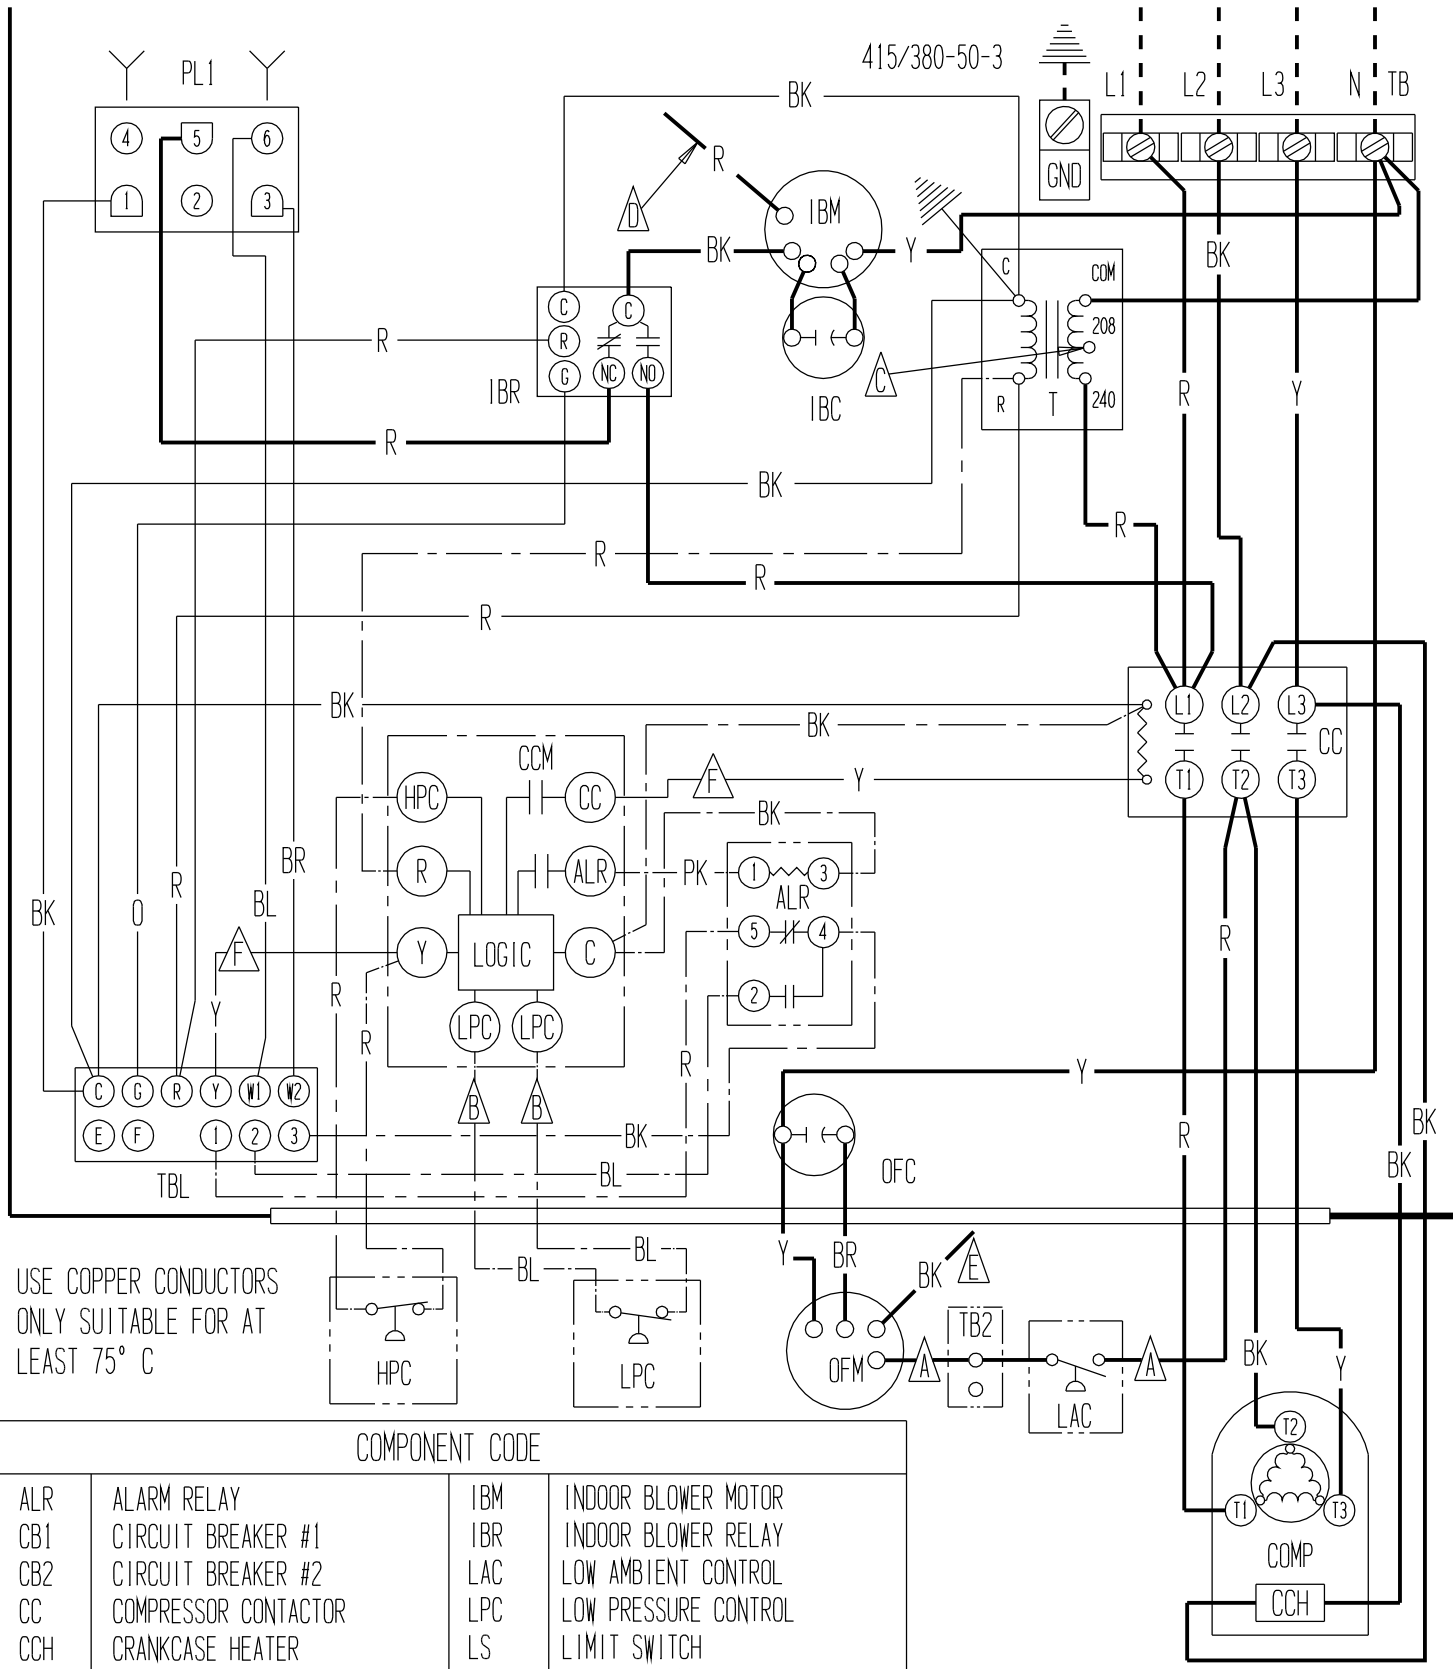 415/380-50-3
L1 L2 L3 N TB
PL1
BK
4 5 6
1 2 3
GND
R
D
IBM
BK
Y
BK
C COM
208
240
R T
C
C
R
G
C
NC NO
IBR
IBC
R
R
R Y
BK
R
R
R
R
BK
BK
L1 L2 L3
CC
T1 T2 T3
CCM
HPC CC
F
Y
BK
R ALR
PK
1 3
ALR
BR
BK
O
R
BL
F
Y LOGIC C
5 4
R
R
Y
2
LPC LPC
R
R
Y
C G R Y W1 W2
B B
BK
E F 1 2 3
BK
R
BL
BK
TBL
OFC
Y
BR
BK
E
BL
BL
USE COPPER CONDUCTORS
ONLY SUITABLE FOR AT
LEAST 75° C
HPC
LPC
OFM
A
TB2
LAC
A
BK
Y
T2
T1 T3
COMP
CCH
COMPONENT CODE
ALR ALARM RELAY IBM INDOOR BLOWER MOTOR
CB1 CIRCUIT BREAKER #1 IBR INDOOR BLOWER RELAY
CB2 CIRCUIT BREAKER #2 LAC LOW AMBIENT CONTROL
CC COMPRESSOR CONTACTOR LPC LOW PRESSURE CONTROL
CCH CRANKCASE HEATER LS LIMIT SWITCH